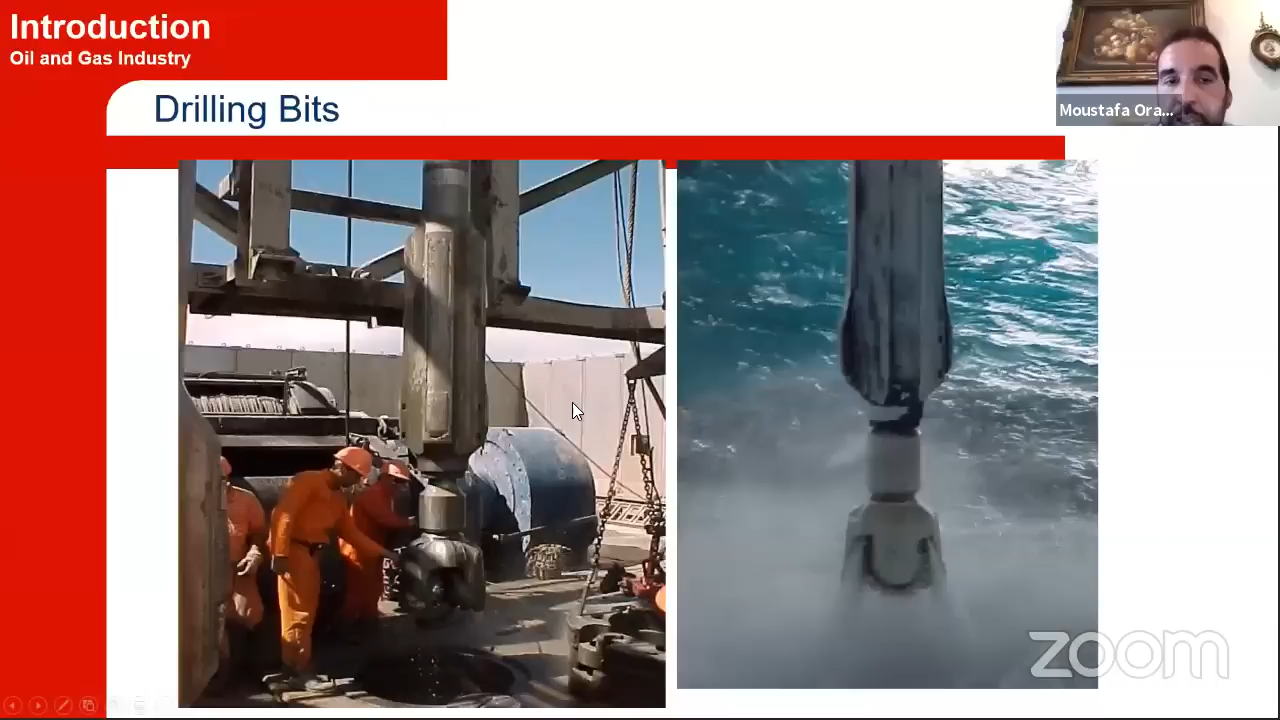 Introduction
Oil and Gas Industry
Drilling Bits
Moustafa Ora...
zoom